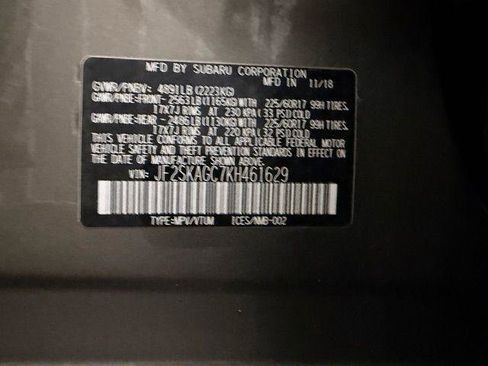 MFD BY SUBARU CORPORATION
MFD IN 11/18
GVWR/PNBV: 4891LB (2223KG)
GAWR/PNBE:FRONT- 2563LB(1165KG)WITH 225/60R17 99H TIRES.
17X7J RIMS AT 230 KPA( 33 PSI)COLD
GAWR/PNBE:REAR - 2486LB(1130KG)WITH 225/60R17 99H TIRES.
17X7J RIMS AT 220 KPA( 32 PSI)COLD
THIS VEHICLE CONFORMS TO ALL APPLICABLE FEDERAL MOTOR
VEHICLE SAFETY AND THEFT PREVENTION STANDARDS IN EFFECT
ON THE DATE OF MANUFACTURE SHOWN ABOVE.
VIN: JF2SKAGC7KH461629
TYPE:MPV/VTUM ICES/NMB-002